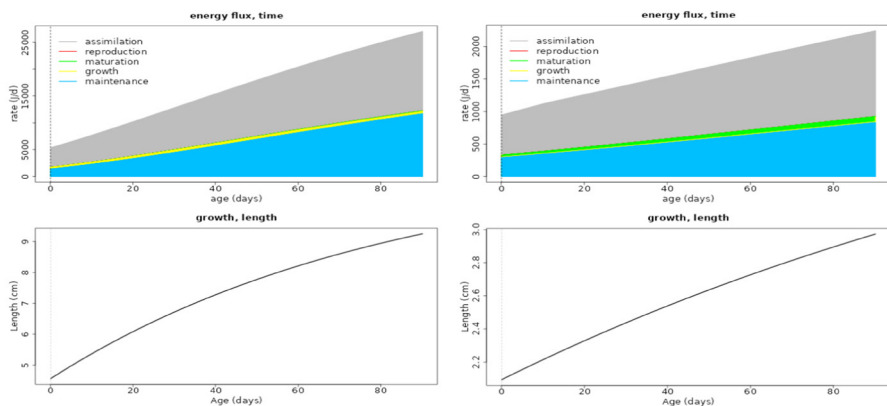 energy flux, time
rate (J/d)
25000
15000
5000
0
assimilation
reproduction
maturation
growth
maintenance
0 20 40 60 80
age (days)
energy flux, time
rate (J/d)
2000
1500
1000
500
0
assimilation
reproduction
maturation
growth
maintenance
0 20 40 60 80
age (days)
growth, length
Length (cm)
9
8
7
6
5
0 20 40 60 80
Age (days)
growth, length
Length (cm)
3.0
2.8
2.6
2.4
2.2
0 20 40 60 80
Age (days)